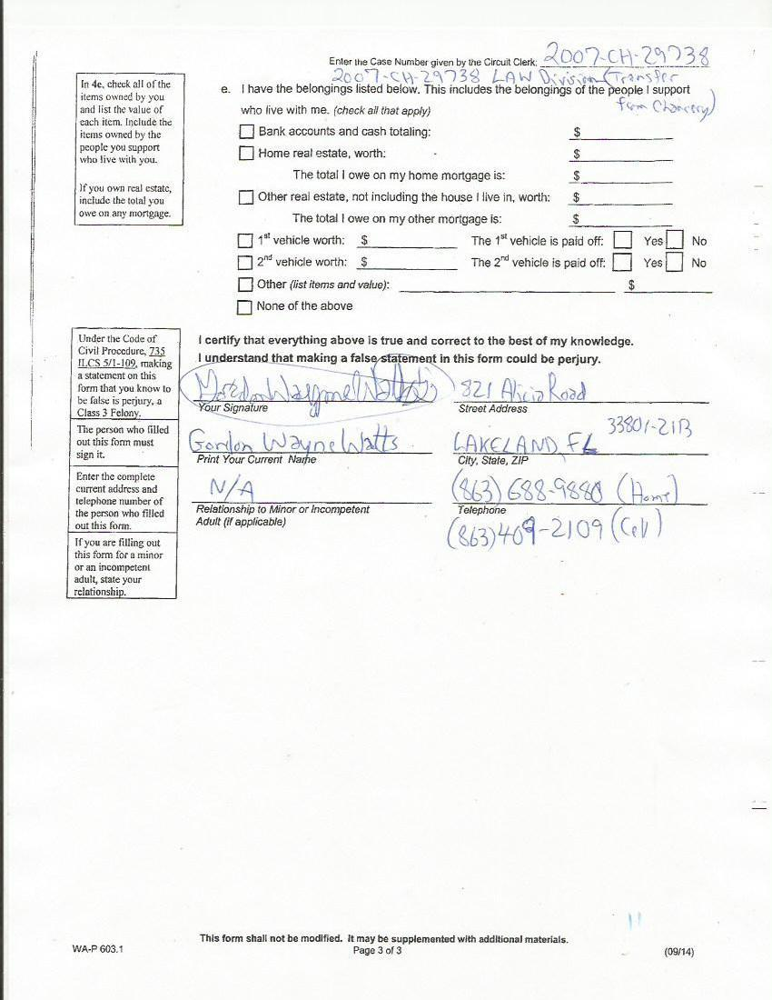 Enter the Case Number given by the Circuit Clerk: 2007-CH-29738
2007-CH-29738 LAW Division (Transfer
from Chancery)
In 4e, check all of the
items owned by you
and list the value of
each item. Include the
items owned by the
people you support
who live with you.
If you own real estate,
include the total you
owe on any mortgage.
e. I have the belongings listed below. This includes the belongings of the people I support
who live with me. (check all that apply)
Bank accounts and cash totaling: $
Home real estate, worth: $
The total I owe on my home mortgage is: $
Other real estate, not including the house I live in, worth: $
The total I owe on my other mortgage is: $
1st vehicle worth: $ The 1st vehicle is paid off: Yes No
2nd vehicle worth: $ The 2nd vehicle is paid off: Yes No
Other (list items and value): $
None of the above
Under the Code of
Civil Procedure, 735
ILCS 5/1-109, making
a statement on this
form that you know to
be false is perjury, a
Class 3 Felony.
I certify that everything above is true and correct to the best of my knowledge.
I understand that making a false statement in this form could be perjury.
Gordon Wayne Watts 821 Alicia Road
Your Signature Street Address
The person who filled
out this form must
sign it.
33801-2113
Gordon Wayne Watts LAKELAND, FL
Print Your Current Name City, State, ZIP
Enter the complete
current address and
telephone number of
the person who filled
out this form.
N/A (863) 688-9880 (Home)
Relationship to Minor or Incompetent Telephone
Adult (if applicable)
(863) 409-2109 (Cell)
If you are filling out
this form for a minor
or an incompetent
adult, state your
relationship.
This form shall not be modified. It may be supplemented with additional materials.
WA-P 603.1 Page 3 of 3 (09/14)